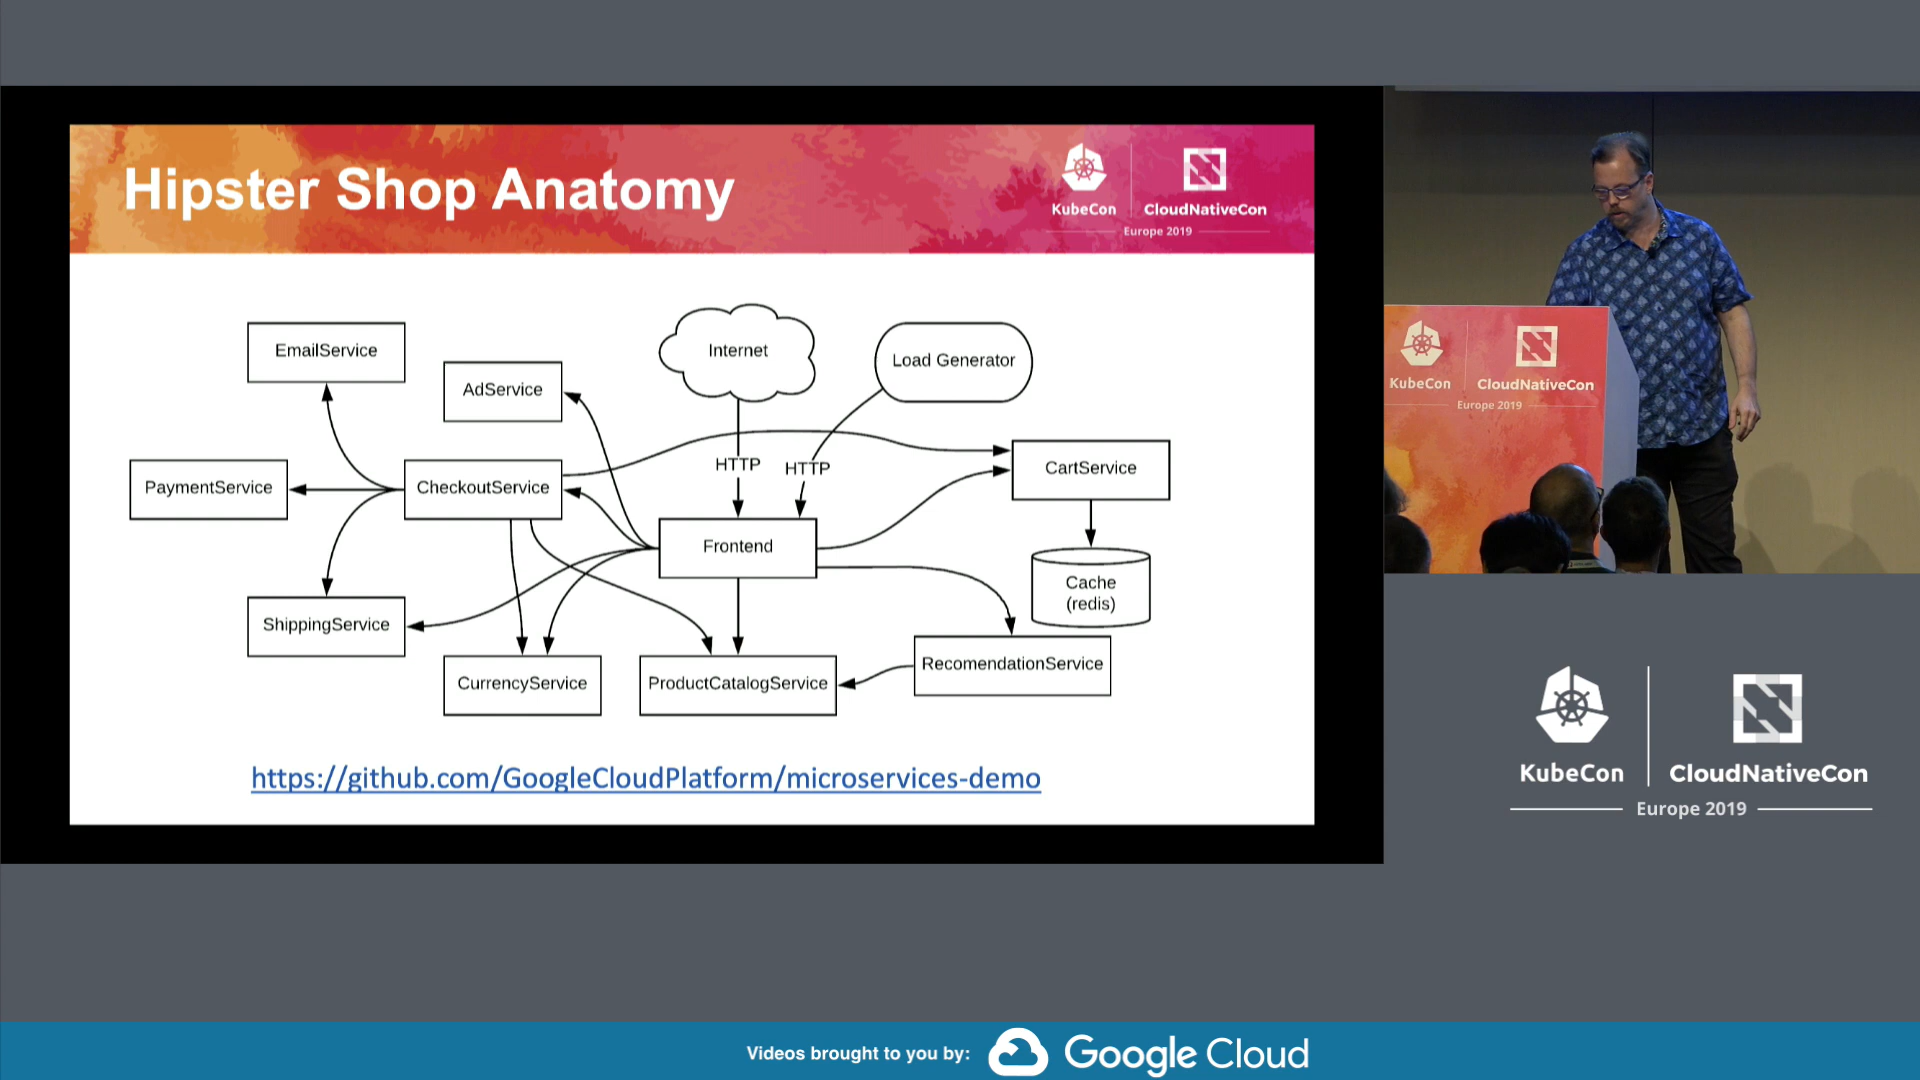 Hipster Shop Anatomy
KubeCon
CloudNativeCon
Europe 2019
EmailService
AdService
Internet
Load Generator
PaymentService
CheckoutService
HTTP
HTTP
CartService
Frontend
Cache
(redis)
ShippingService
CurrencyService
ProductCatalogService
RecomendationService
https://github.com/GoogleCloudPlatform/microservices-demo
KubeCon
CloudNativeCon
Europe 2019
KubeCon
CloudNativeCon
Europe 2019
Videos brought to you by:
Google Cloud